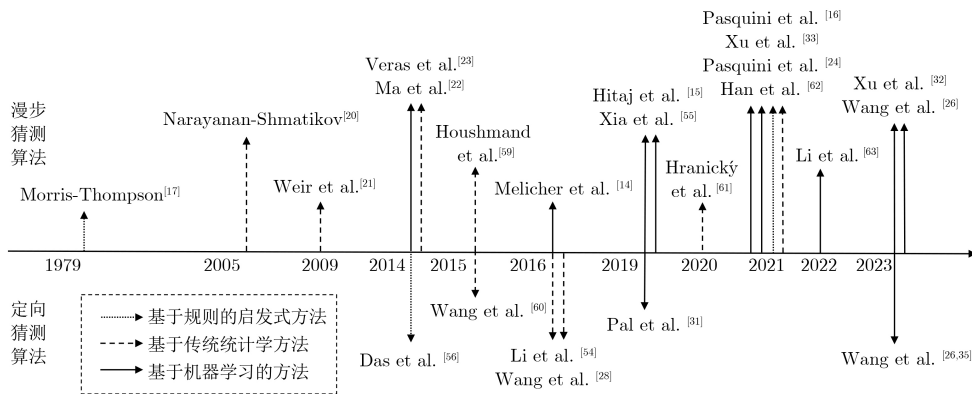 Pasquini et al. [16]
Xu et al. [33]
Pasquini et al. [24]
Han et al. [62]
Veras et al.[23]
Ma et al.[22]
Xu et al. [32]
Wang et al. [26]
Hitaj et al. [15]
Xia et al. [55]
漫步
猜测
算法
Narayanan-Shmatikov[20]
Houshmand
et al.[59]
Li et al. [63]
Hranický
et al. [61]
Morris-Thompson[17]
Weir et al.[21]
Melicher et al. [14]
1979
2005
2009
2014
2015
2016
2019
2020
2021
2022
2023
定向
猜测
算法
基于规则的启发式方法
基于传统统计学方法
基于机器学习的方法
Wang et al. [60]
Pal et al. [31]
Das et al. [56]
Li et al. [54]
Wang et al. [28]
Wang et al. [26,35]